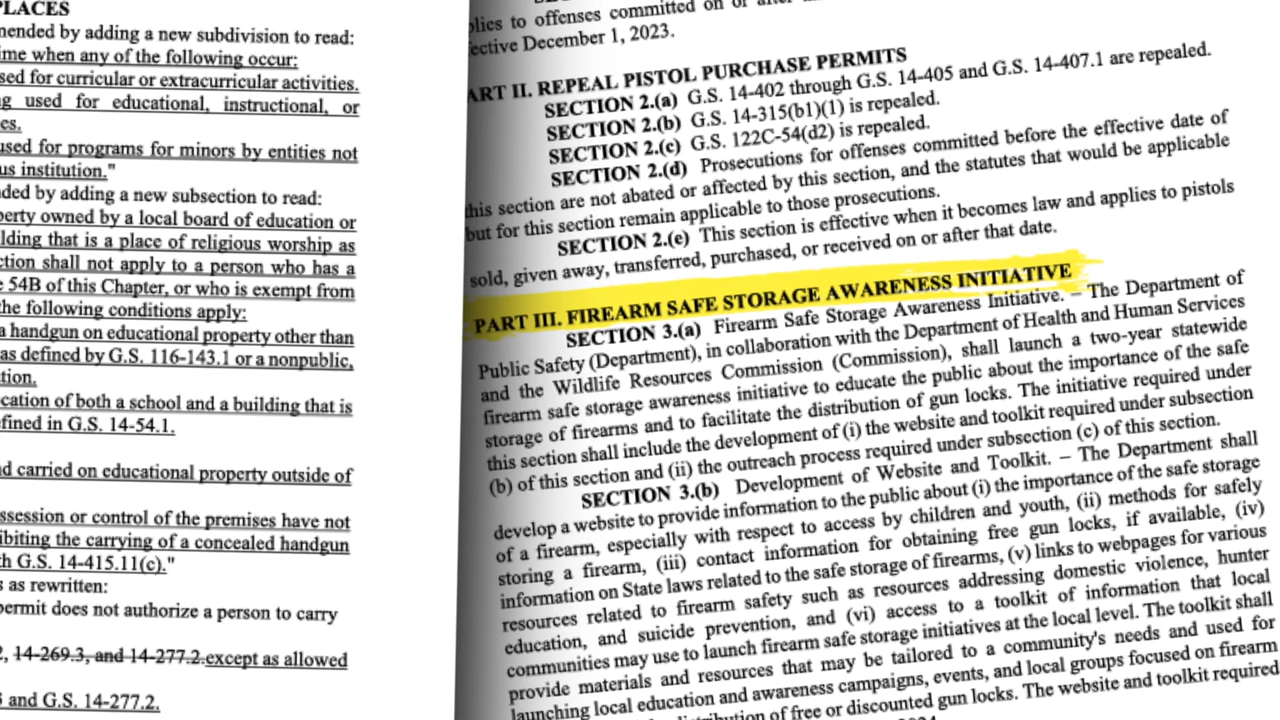 PLACES
mended by adding a new subdivision to read:
ime when any of the following occur:
sed for curricular or extracurricular activities.
g used for educational, instructional, or
es.
used for programs for minors by entities not
us institution."
ded by adding a new subsection to read:
perty owned by a local board of education or
lding that is a place of religious worship as
ction shall not apply to a person who has a
54B of this Chapter, or who is exempt from
the following conditions apply:
a handgun on educational property other than
as defined by G.S. 116-143.1 or a nonpublic,
tion.
cation of both a school and a building that is
efined in G.S. 14-54.1.
d carried on educational property outside of
ssession or control of the premises have not
ibiting the carrying of a concealed handgun
th G.S. 14-415.11(c)."
s as rewritten:
permit does not authorize a person to carry
2, 14-269.3, and 14-277.2.except as allowed
and G.S. 14-277.2.
plies to offenses committed on or after
ective December 1, 2023.
ART II. REPEAL PISTOL PURCHASE PERMITS
SECTION 2.(a) G.S. 14-402 through G.S. 14-405 and G.S. 14-407.1 are repealed.
SECTION 2.(b) G.S. 14-315(b1)(1) is repealed.
SECTION 2.(c) G.S. 122C-54(d2) is repealed.
SECTION 2.(d) Prosecutions for offenses committed before the effective date of
this section are not abated or affected by this section, and the statutes that would be applicable
but for this section remain applicable to those prosecutions.
SECTION 2.(e) This section is effective when it becomes law and applies to pistols
sold, given away, transferred, purchased, or received on or after that date.
PART III. FIREARM SAFE STORAGE AWARENESS INITIATIVE
SECTION 3.(a) Firearm Safe Storage Awareness Initiative. – The Department of
Public Safety (Department), in collaboration with the Department of Health and Human Services
and the Wildlife Resources Commission (Commission), shall launch a two-year statewide
firearm safe storage awareness initiative to educate the public about the importance of the safe
storage of firearms and to facilitate the distribution of gun locks. The initiative required under
this section shall include the development of (i) the website and toolkit required under subsection
(b) of this section and (ii) the outreach process required under subsection (c) of this section.
SECTION 3.(b) Development of Website and Toolkit. – The Department shall
develop a website to provide information to the public about (i) the importance of the safe storage
of a firearm, especially with respect to access by children and youth, (ii) methods for safely
storing a firearm, (iii) contact information for obtaining free gun locks, if available, (iv)
information on State laws related to the safe storage of firearms, (v) links to webpages for various
resources related to firearm safety such as resources addressing domestic violence, hunter
education, and suicide prevention, and (vi) access to a toolkit of information that local
communities may use to launch firearm safe storage initiatives at the local level. The toolkit shall
provide materials and resources that may be tailored to a community's needs and used for
launching local education and awareness campaigns, events, and local groups focused on firearm
distribution of free or discounted gun locks. The website and toolkit required